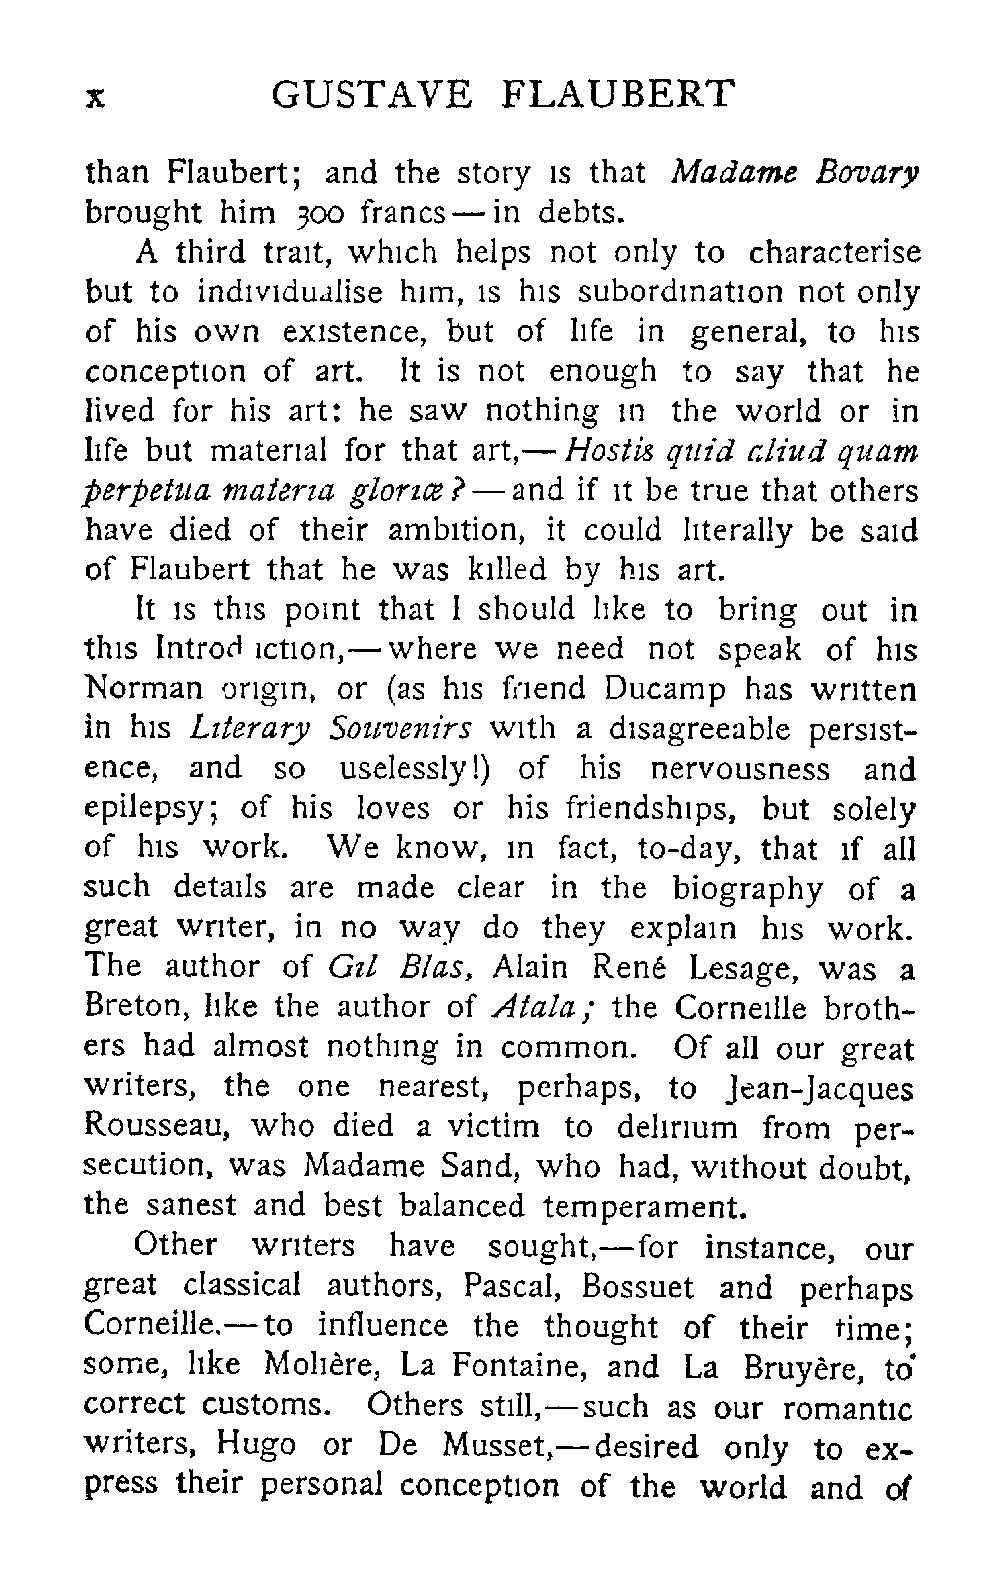 x GUSTAVE FLAUBERT
than Flaubert; and the story is that Madame Bovary
brought him 300 francs—in debts.
A third trait, which helps not only to characterise
but to individualise him, is his subordination not only
of his own existence, but of life in general, to his
conception of art. It is not enough to say that he
lived for his art: he saw nothing in the world or in
life but material for that art,—Hostis quid aliud quam
perpetua materia gloriæ?—and if it be true that others
have died of their ambition, it could literally be said
of Flaubert that he was killed by his art.
It is this point that I should like to bring out in
this Introduction,—where we need not speak of his
Norman origin, or (as his friend Ducamp has written
in his Literary Souvenirs with a disagreeable persist-
ence, and so uselessly!) of his nervousness and
epilepsy; of his loves or his friendships, but solely
of his work. We know, in fact, to-day, that if all
such details are made clear in the biography of a
great writer, in no way do they explain his work.
The author of Gil Blas, Alain René Lesage, was a
Breton, like the author of Atala; the Corneille broth-
ers had almost nothing in common. Of all our great
writers, the one nearest, perhaps, to Jean-Jacques
Rousseau, who died a victim to delirium from per-
secution, was Madame Sand, who had, without doubt,
the sanest and best balanced temperament.
Other writers have sought,—for instance, our
great classical authors, Pascal, Bossuet and perhaps
Corneille,—to influence the thought of their time;
some, like Molière, La Fontaine, and La Bruyère, to
correct customs. Others still,—such as our romantic
writers, Hugo or De Musset,—desired only to ex-
press their personal conception of the world and of